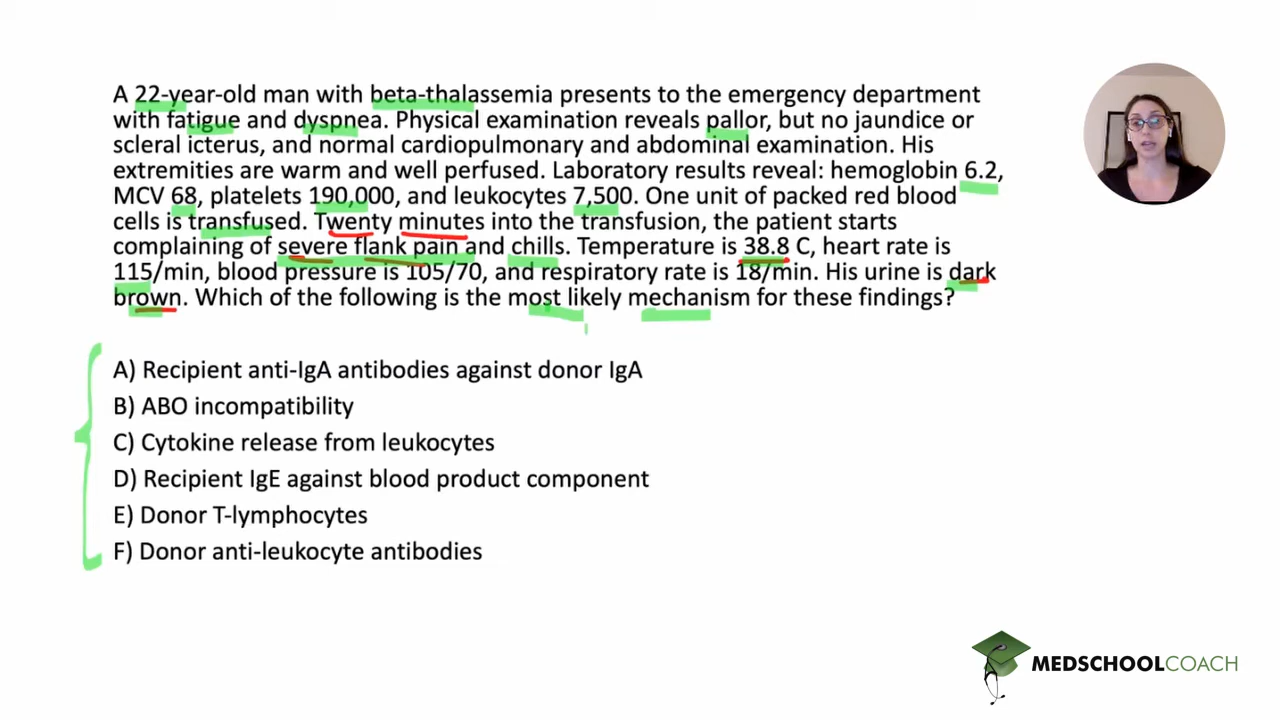 A 22-year-old man with beta-thalassemia presents to the emergency department
with fatigue and dyspnea. Physical examination reveals pallor, but no jaundice or
scleral icterus, and normal cardiopulmonary and abdominal examination. His
extremities are warm and well perfused. Laboratory results reveal: hemoglobin 6.2,
MCV 68, platelets 190,000, and leukocytes 7,500. One unit of packed red blood
cells is transfused. Twenty minutes into the transfusion, the patient starts
complaining of severe flank pain and chills. Temperature is 38.8 C, heart rate is
115/min, blood pressure is 105/70, and respiratory rate is 18/min. His urine is dark
brown. Which of the following is the most likely mechanism for these findings?
A) Recipient anti-IgA antibodies against donor IgA
B) ABO incompatibility
C) Cytokine release from leukocytes
D) Recipient IgE against blood product component
E) Donor T-lymphocytes
F) Donor anti-leukocyte antibodies
MEDSCHOOLCOACH